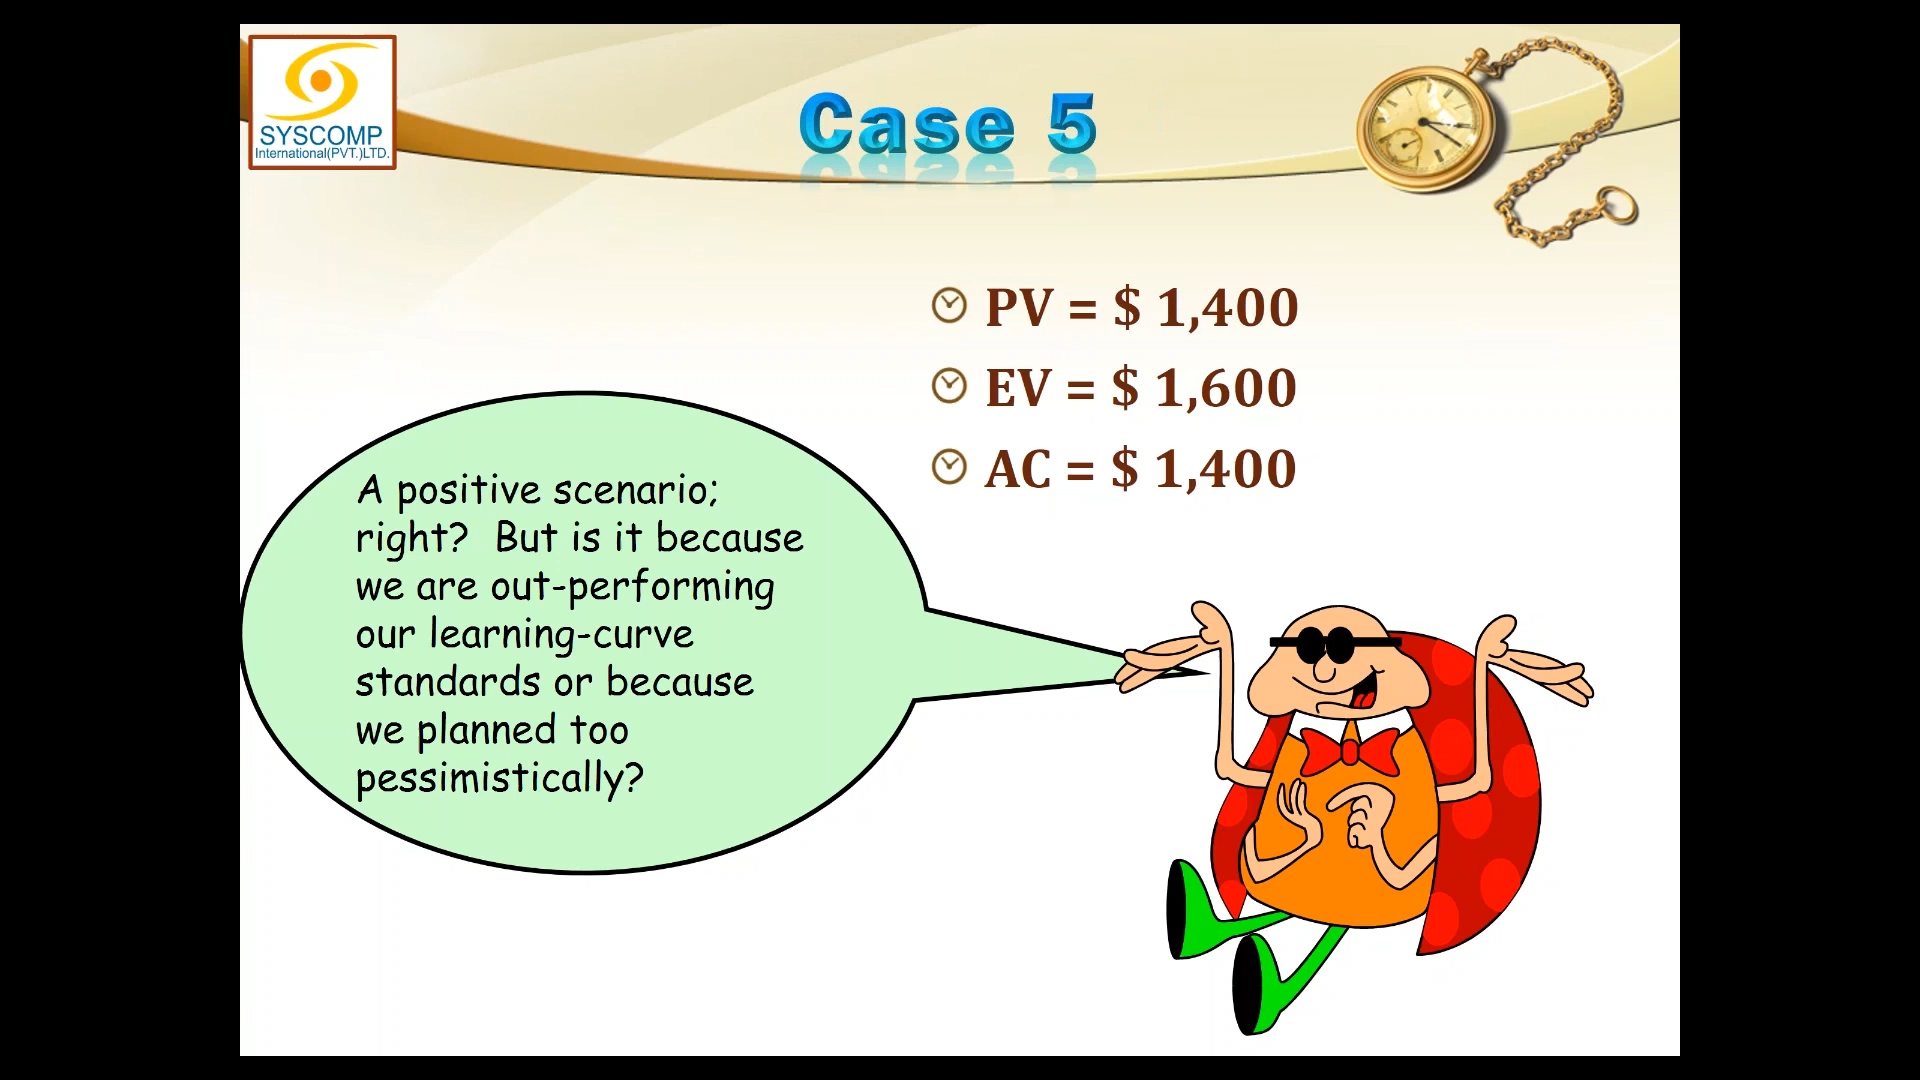 SYSCOMP
International(PVT.)LTD.
Case 5
PV = $ 1,400
EV = $ 1,600
AC = $ 1,400
A positive scenario;
right?  But is it because
we are out-performing
our learning-curve
standards or because
we planned too
pessimistically?